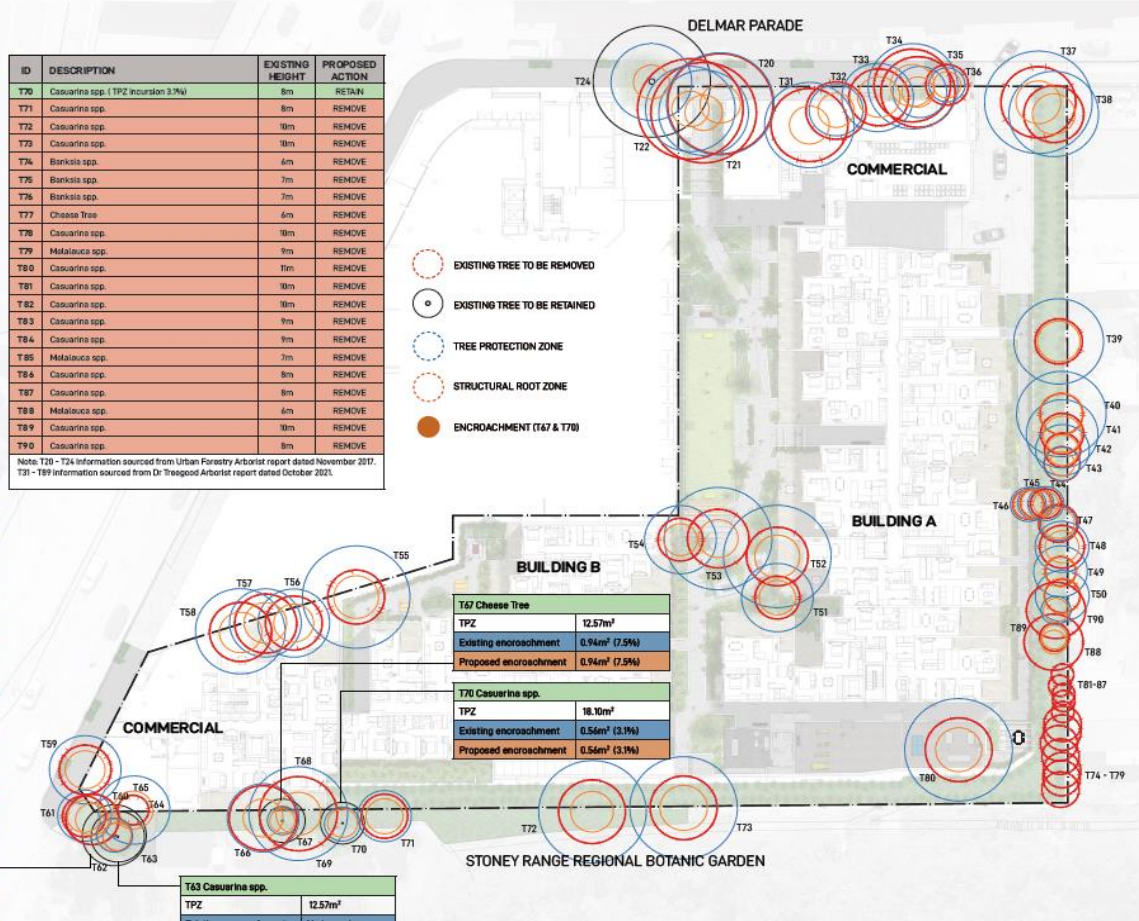 DELMAR PARADE
ID DESCRIPTION EXISTING HEIGHT PROPOSED ACTION
T70 Casuarina spp. ( TPZ incursion 3.1%) 8m RETAIN
T71 Casuarina spp. 8m REMOVE
T72 Casuarina spp. 10m REMOVE
T73 Casuarina spp. 10m REMOVE
T74 Banksia spp. 6m REMOVE
T75 Banksia spp. 7m REMOVE
T76 Banksia spp. 7m REMOVE
T77 Cheese Tree 6m REMOVE
T78 Casuarina spp. 10m REMOVE
T79 Melaleuca spp. 9m REMOVE
T80 Casuarina spp. 11m REMOVE
T81 Casuarina spp. 10m REMOVE
T82 Casuarina spp. 10m REMOVE
T83 Casuarina spp. 9m REMOVE
T84 Casuarina spp. 9m REMOVE
T85 Melaleuca spp. 7m REMOVE
T86 Casuarina spp. 8m REMOVE
T87 Casuarina spp. 8m REMOVE
T88 Melaleuca spp. 6m REMOVE
T89 Casuarina spp. 10m REMOVE
T90 Casuarina spp. 8m REMOVE
Note: T20 - T24 information sourced from Urban Forestry Arborist report dated November 2017.
T31 - T89 information sourced from Dr Treegood Arborist report dated October 2021.
EXISTING TREE TO BE REMOVED
EXISTING TREE TO BE RETAINED
TREE PROTECTION ZONE
STRUCTURAL ROOT ZONE
ENCROACHMENT (T67 & T70)
T24
T22
T20
T21
T31
T32
T33
T34
T35
T36
T37
T38
COMMERCIAL
T39
T40
T41
T42
T43
T44
T45
T46
T47
T48
T49
T50
T90
T89
T88
T81-87
T74 - T79
T80
BUILDING A
T54
T53
T52
T51
BUILDING B
T55
T56
T57
T58
T67 Cheese Tree
TPZ 12.57m²
Existing encroachment 0.94m² (7.5%)
Proposed encroachment 0.94m² (7.5%)
T70 Casuarina spp.
TPZ 18.10m²
Existing encroachment 0.56m² (3.1%)
Proposed encroachment 0.56m² (3.1%)
COMMERCIAL
T59
T60
T65
T64
T61
T62
T63
T68
T66
T67
T69
T70
T71
T72
T73
STONEY RANGE REGIONAL BOTANIC GARDEN
T63 Casuarina spp.
TPZ 12.57m²